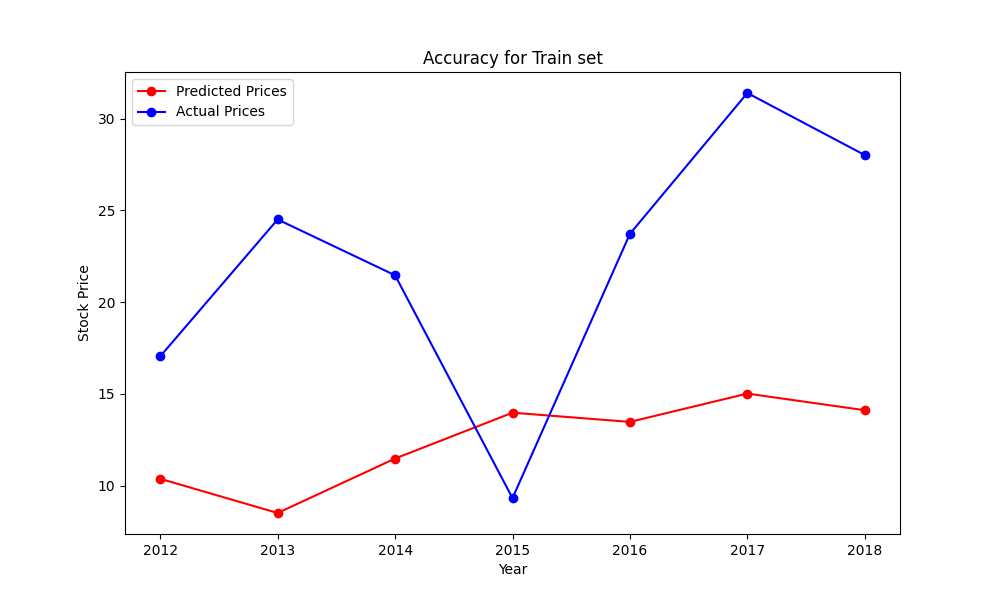 Accuracy for Train set
Predicted Prices
Actual Prices
Stock Price
30
25
20
15
10
2012 2013 2014 2015 2016 2017 2018
Year